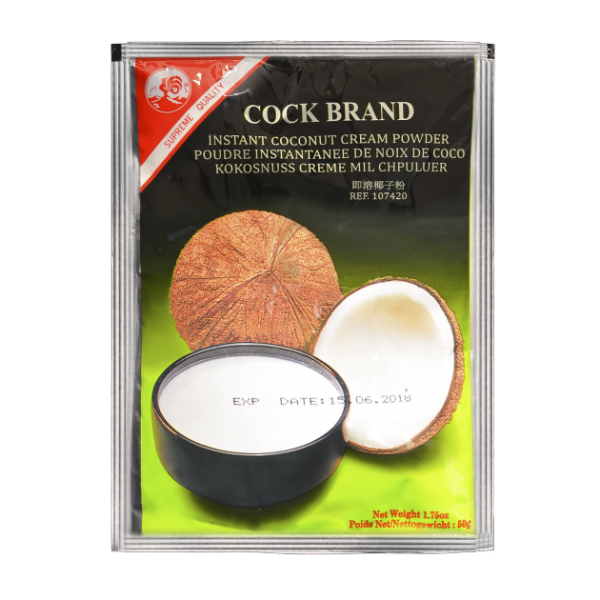 SUPREME QUALITY
COCK BRAND
INSTANT COCONUT CREAM POWDER
POUDRE INSTANTANEE DE NOIX DE COCO
KOKOSNUSS CREME MIL CHPULUER
即溶椰子粉
REF. 107420
EXP DATE: 15.06.2018
Net Weight 1.75oz
Poids Net/Nettogewicht : 50g